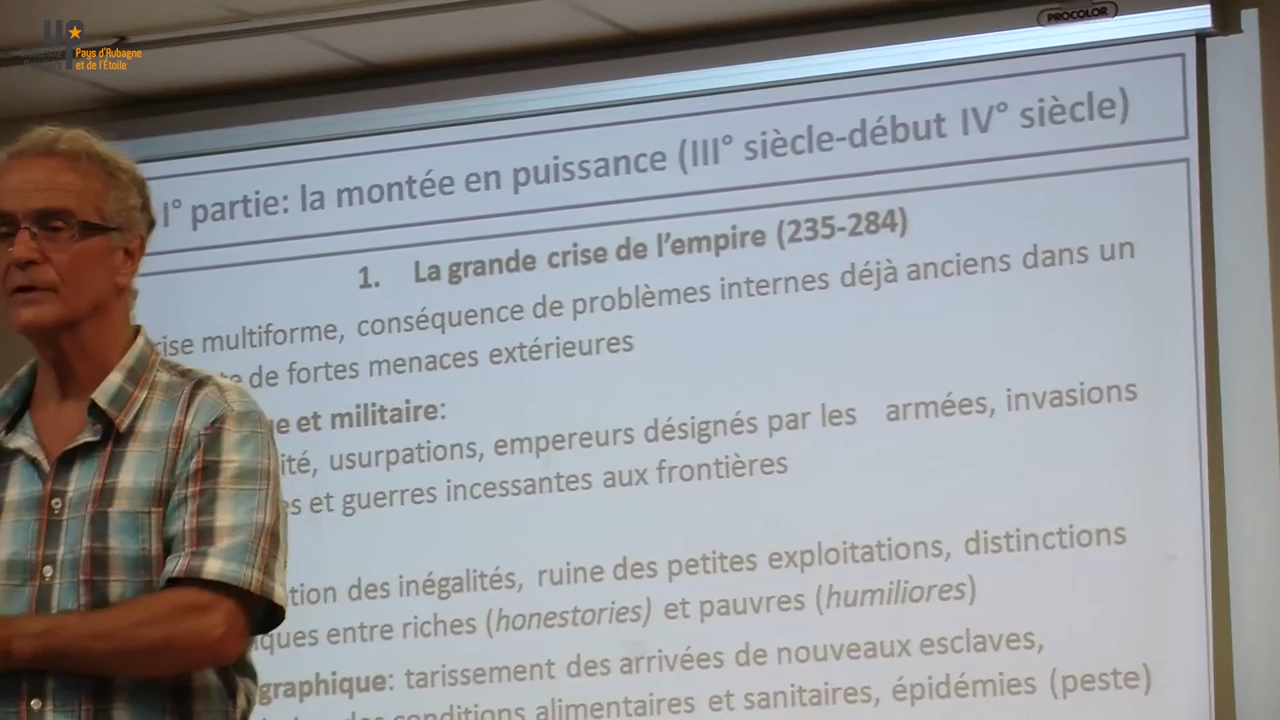 PROCOLOR
UP
Pays d'Aubagne
et de l'Étoile
I° partie: la montée en puissance (III° siècle-début IV° siècle)
1. La grande crise de l'empire (235-284)
rise multiforme, conséquence de problèmes internes déjà anciens dans un
de fortes menaces extérieures
ue et militaire:
ité, usurpations, empereurs désignés par les armées, invasions
es et guerres incessantes aux frontières
tion des inégalités, ruine des petites exploitations, distinctions
iques entre riches (honestories) et pauvres (humiliores)
graphique: tarissement des arrivées de nouveaux esclaves,
conditions alimentaires et sanitaires, épidémies (peste)